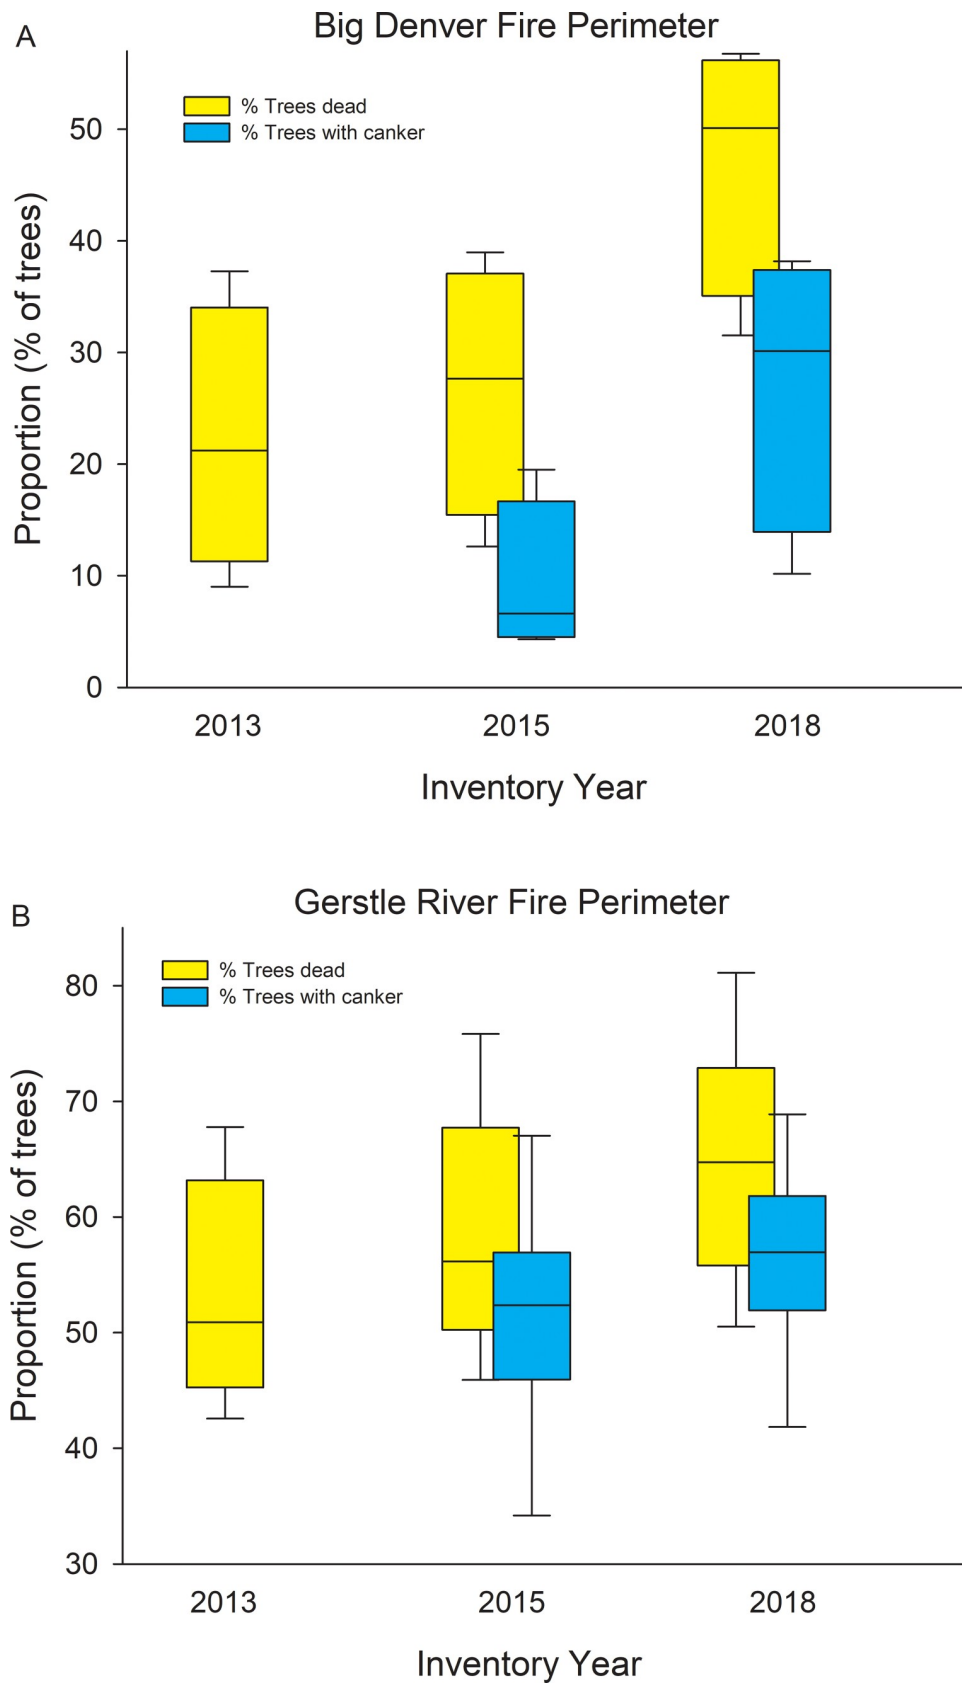 A
Big Denver Fire Perimeter
% Trees dead
% Trees with canker
Proportion (% of trees)
50
40
30
20
10
0
2013 2015 2018
Inventory Year
B
Gerstle River Fire Perimeter
% Trees dead
% Trees with canker
Proportion (% of trees)
80
70
60
50
40
30
2013 2015 2018
Inventory Year